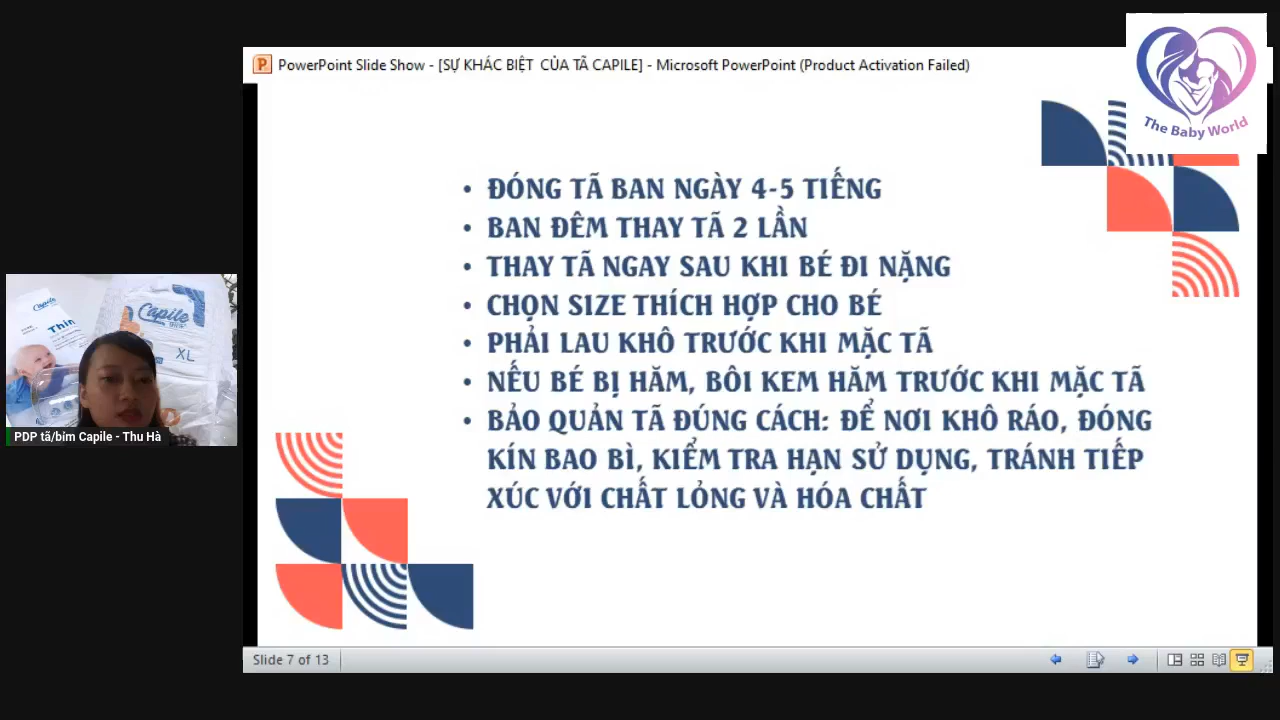 PowerPoint Slide Show - [SỰ KHÁC BIỆT CỦA TÃ CAPILE] - Microsoft PowerPoint (Product Activation Failed)
The Baby World
• ĐÓNG TÃ BAN NGÀY 4-5 TIẾNG
• BAN ĐÊM THAY TÃ 2 LẦN
• THAY TÃ NGAY SAU KHI BÉ ĐI NẶNG
• CHỌN SIZE THÍCH HỢP CHO BÉ
• PHẢI LAU KHÔ TRƯỚC KHI MẶC TÃ
• NẾU BÉ BỊ HĂM, BÔI KEM HĂM TRƯỚC KHI MẶC TÃ
• BẢO QUẢN TÃ ĐÚNG CÁCH: ĐỂ NƠI KHÔ RÁO, ĐÓNG
KÍN BAO BÌ, KIỂM TRA HẠN SỬ DỤNG, TRÁNH TIẾP
XÚC VỚI CHẤT LỎNG VÀ HÓA CHẤT
Capile
Thin
Capile
XL
PDP tã/bỉm Capile - Thu Hà
Slide 7 of 13